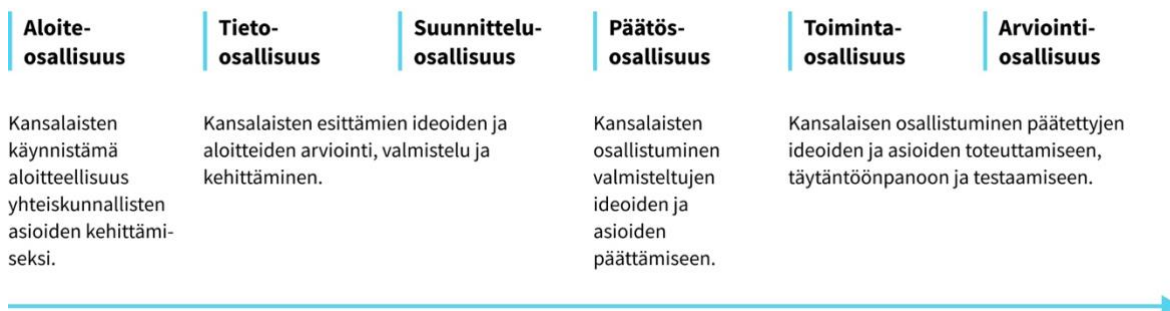 Aloite-
osallisuus
Tieto-
osallisuus
Suunnittelu-
osallisuus
Päätös-
osallisuus
Toiminta-
osallisuus
Arviointi-
osallisuus
Kansalaisten
käynnistämä
aloitteellisuus
yhteiskunnallisten
asioiden kehittämi-
seksi.
Kansalaisten esittämien ideoiden ja
aloitteiden arviointi, valmistelu ja
kehittäminen.
Kansalaisten
osallistuminen
valmisteltujen
ideoiden ja
asioiden
päättämiseen.
Kansalaisen osallistuminen päätettyjen
ideoiden ja asioiden toteuttamiseen,
täytäntöönpanoon ja testaamiseen.